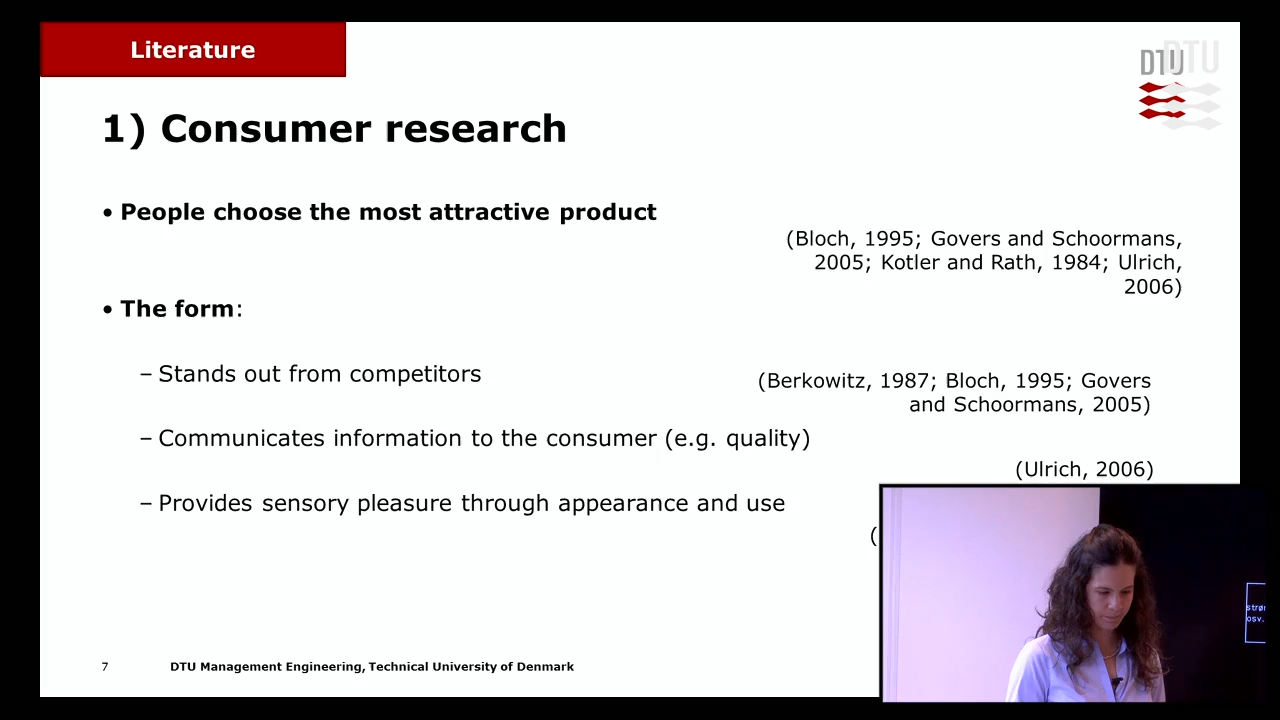 Literature
DTU
DTU
1) Consumer research
• People choose the most attractive product
(Bloch, 1995; Govers and Schoormans,
2005; Kotler and Rath, 1984; Ulrich,
2006)
• The form:
– Stands out from competitors
(Berkowitz, 1987; Bloch, 1995; Govers
and Schoormans, 2005)
– Communicates information to the consumer (e.g. quality)
(Ulrich, 2006)
– Provides sensory pleasure through appearance and use
(
osv.
7
DTU Management Engineering, Technical University of Denmark